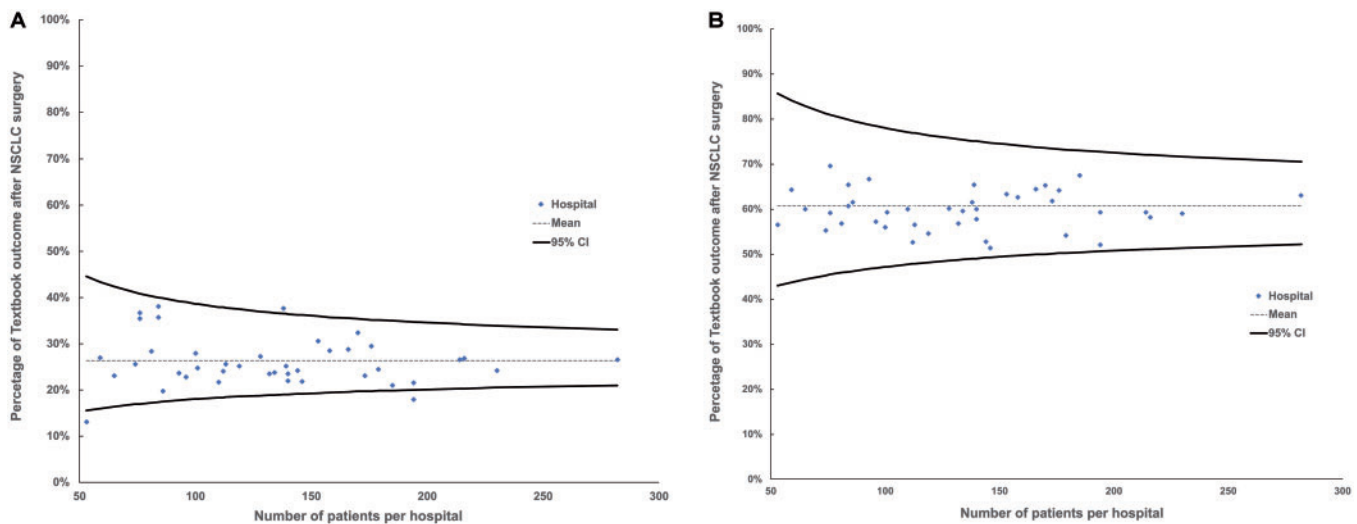 A
Percetage of Textbook outcome after NSCLC surgery
100%
90%
80%
70%
60%
50%
40%
30%
20%
10%
0%
50 100 150 200 250 300
Number of patients per hospital
Hospital
Mean
95% CI
B
Percetage of Textbook outcome after NSCLC surgery
100%
90%
80%
70%
60%
50%
40%
30%
20%
10%
0%
50 100 150 200 250 300
Number of patients per hospital
Hospital
Mean
95% CI